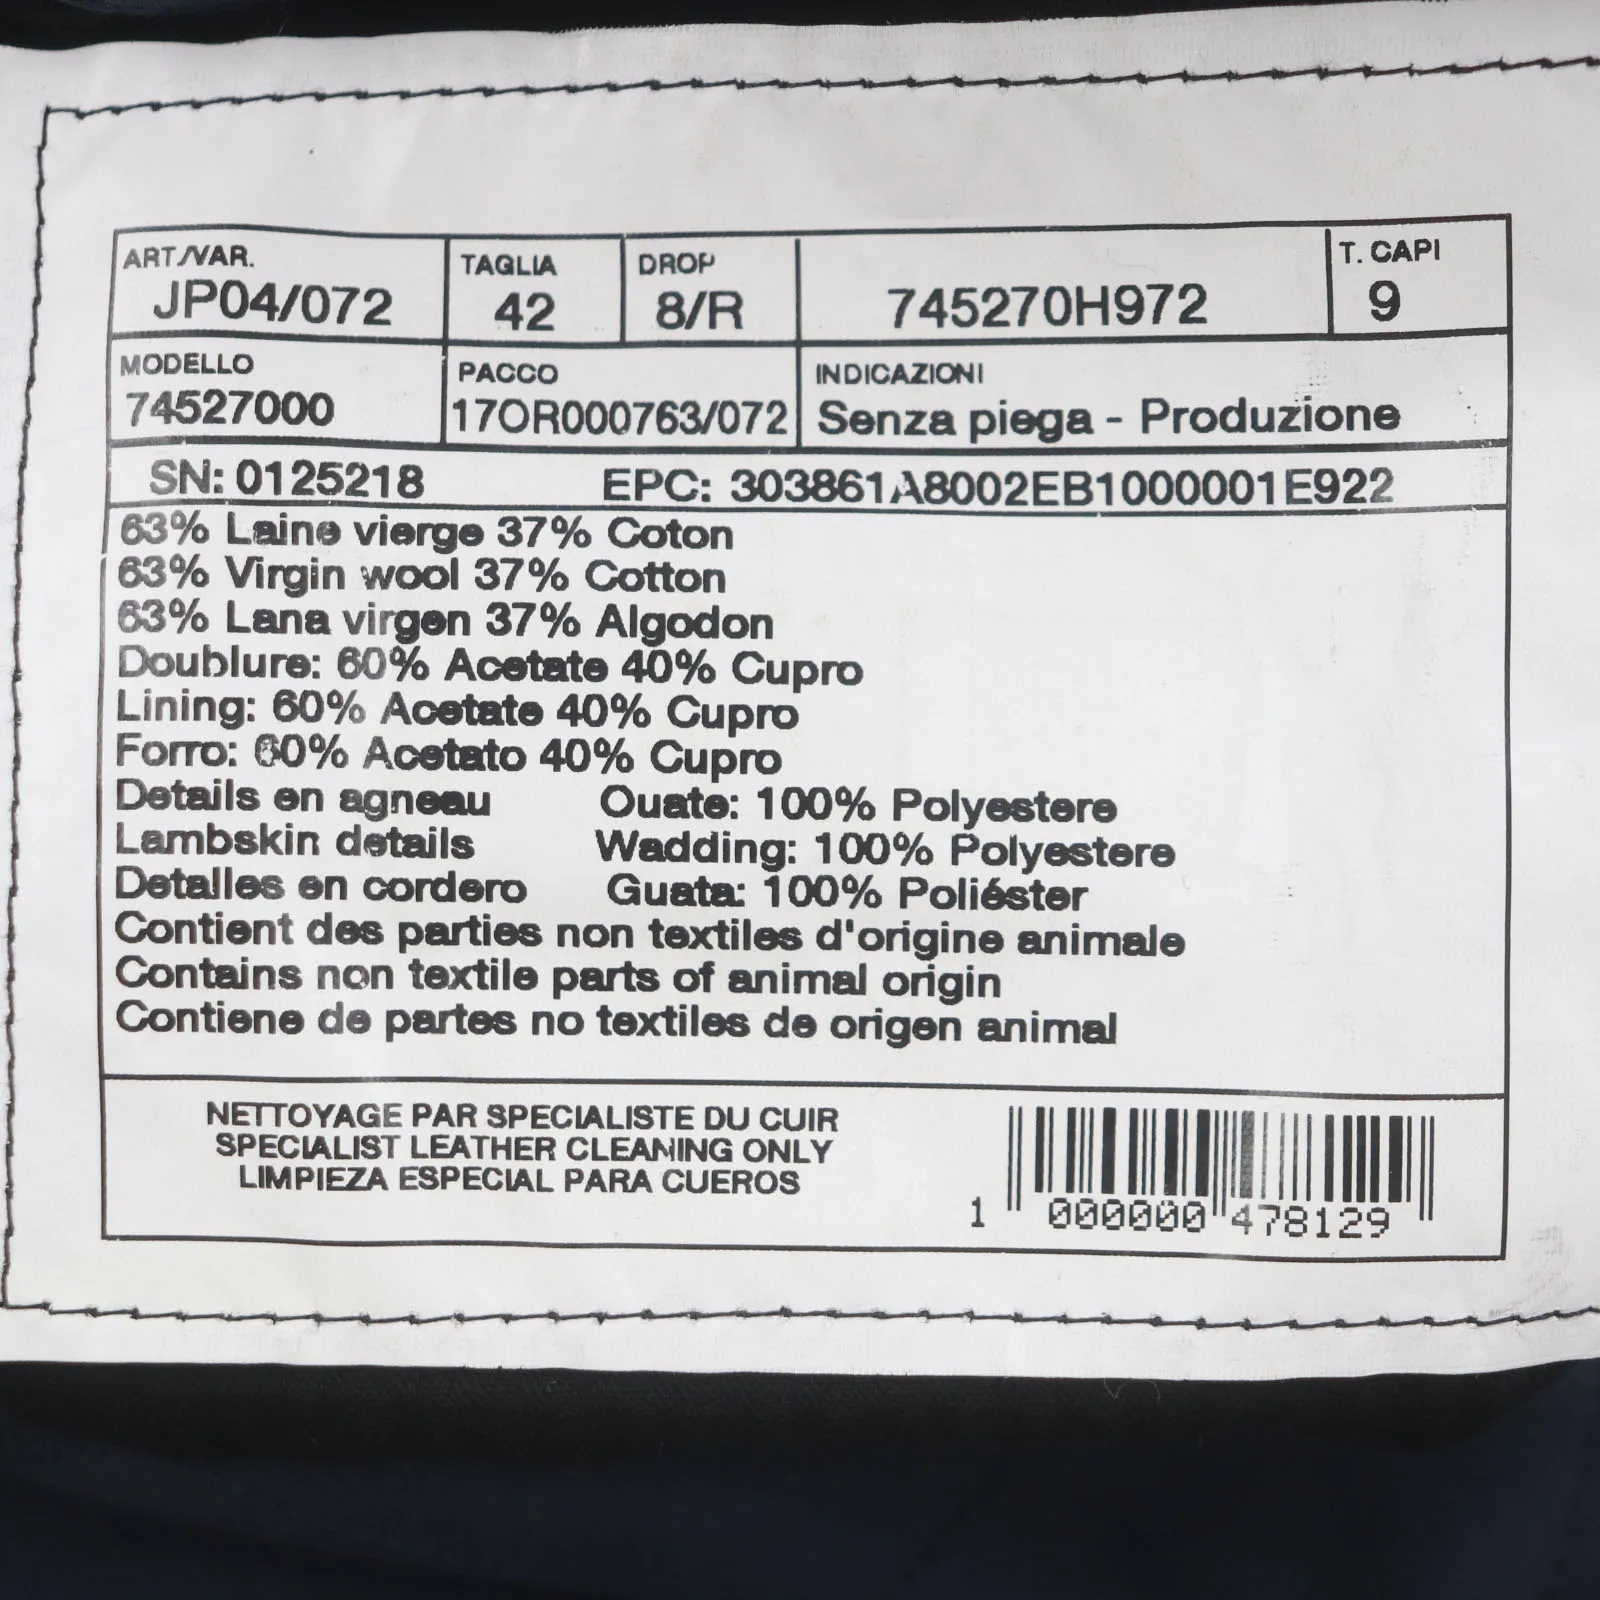 ART./VAR. TAGLIA DROP T. CAPI
JP04/072 42 8/R 745270H972 9
MODELLO PACCO INDICAZIONI
74527000 17OR000763/072 Senza piega - Produzione
SN: 0125218 EPC: 303861A8002EB1000001E922
63% Laine vierge 37% Coton
63% Virgin wool 37% Cotton
63% Lana virgen 37% Algodon
Doublure: 60% Acetate 40% Cupro
Lining: 60% Acetate 40% Cupro
Forro: 60% Acetato 40% Cupro
Details en agneau Ouate: 100% Polyestere
Lambskin details Wadding: 100% Polyestere
Detalles en cordero Guata: 100% Poliéster
Contient des parties non textiles d'origine animale
Contains non textile parts of animal origin
Contiene de partes no textiles de origen animal
NETTOYAGE PAR SPECIALISTE DU CUIR
SPECIALIST LEATHER CLEANING ONLY
LIMPIEZA ESPECIAL PARA CUEROS
1 000000 478129